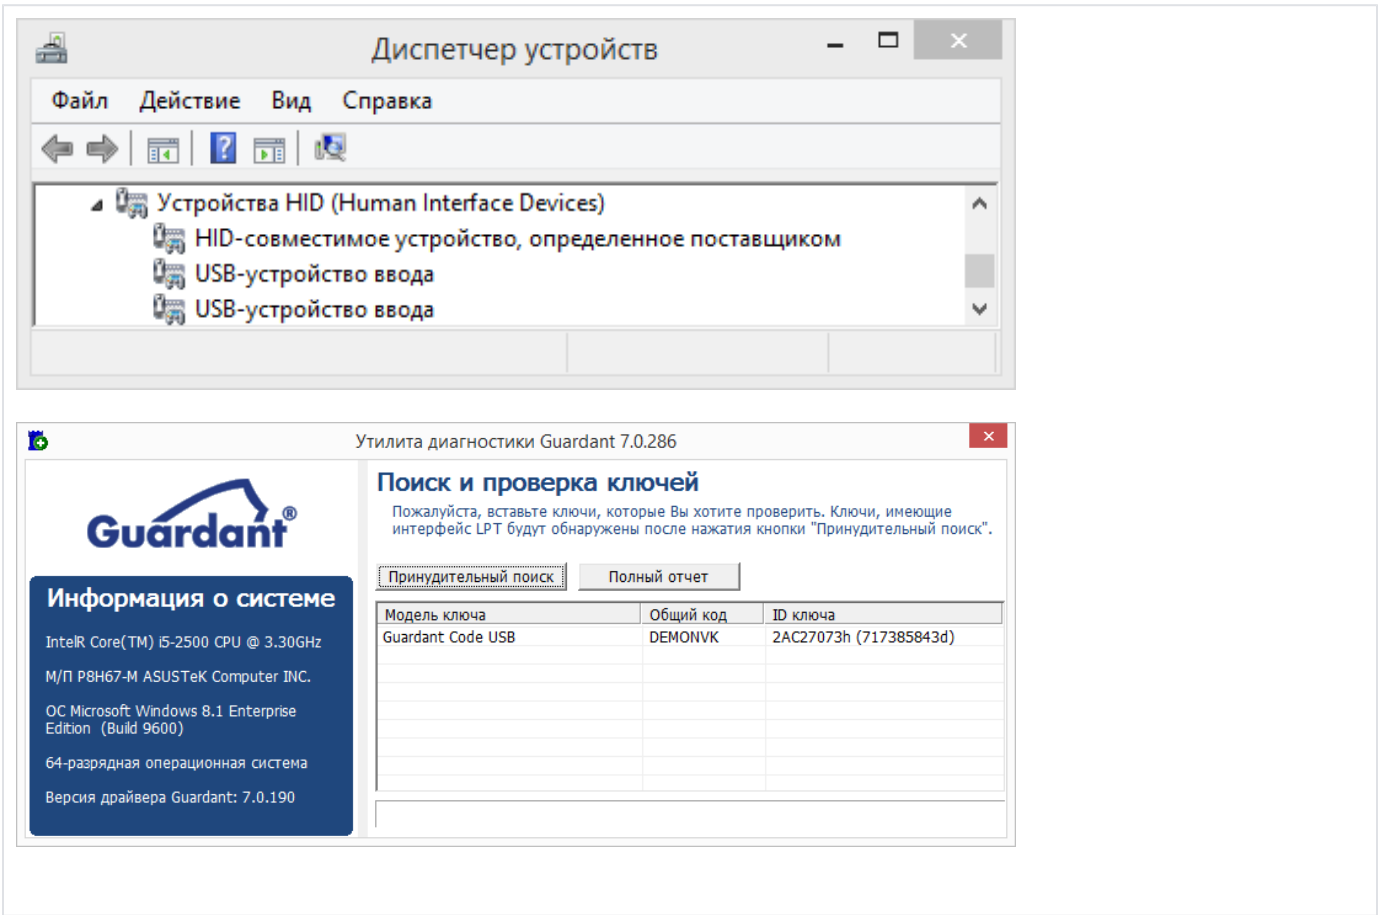 Диспетчер устройств
Файл Действие Вид Справка
Устройства HID (Human Interface Devices)
HID-совместимое устройство, определенное поставщиком
USB-устройство ввода
USB-устройство ввода
Утилита диагностики Guardant 7.0.286
Guardant®
Информация о системе
IntelR Core(TM) i5-2500 CPU @ 3.30GHz
М/П P8H67-M ASUSTeK Computer INC.
ОС Microsoft Windows 8.1 Enterprise
Edition (Build 9600)
64-разрядная операционная система
Версия драйвера Guardant: 7.0.190
Поиск и проверка ключей
Пожалуйста, вставьте ключи, которые Вы хотите проверить. Ключи, имеющие
интерфейс LPT будут обнаружены после нажатия кнопки "Принудительный поиск".
Принудительный поиск Полный отчет
Модель ключа Общий код ID ключа
Guardant Code USB DEMONVK 2AC27073h (717385843d)